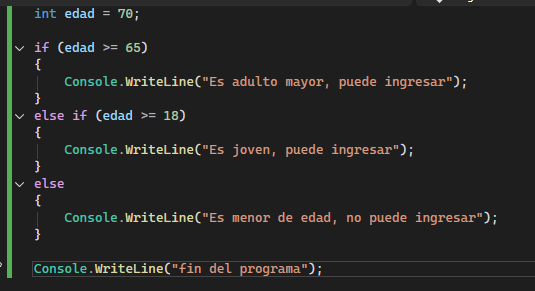 int edad = 70;
if (edad >= 65)
{
Console.WriteLine("Es adulto mayor, puede ingresar");
}
else if (edad >= 18)
{
Console.WriteLine("Es joven, puede ingresar");
}
else
{
Console.WriteLine("Es menor de edad, no puede ingresar");
}
Console.WriteLine("fin del programa");